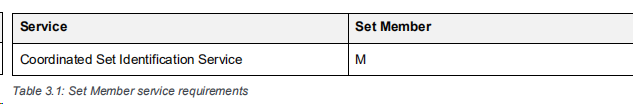 Service Set Member
Coordinated Set Identification Service M
Table 3.1: Set Member service requirements